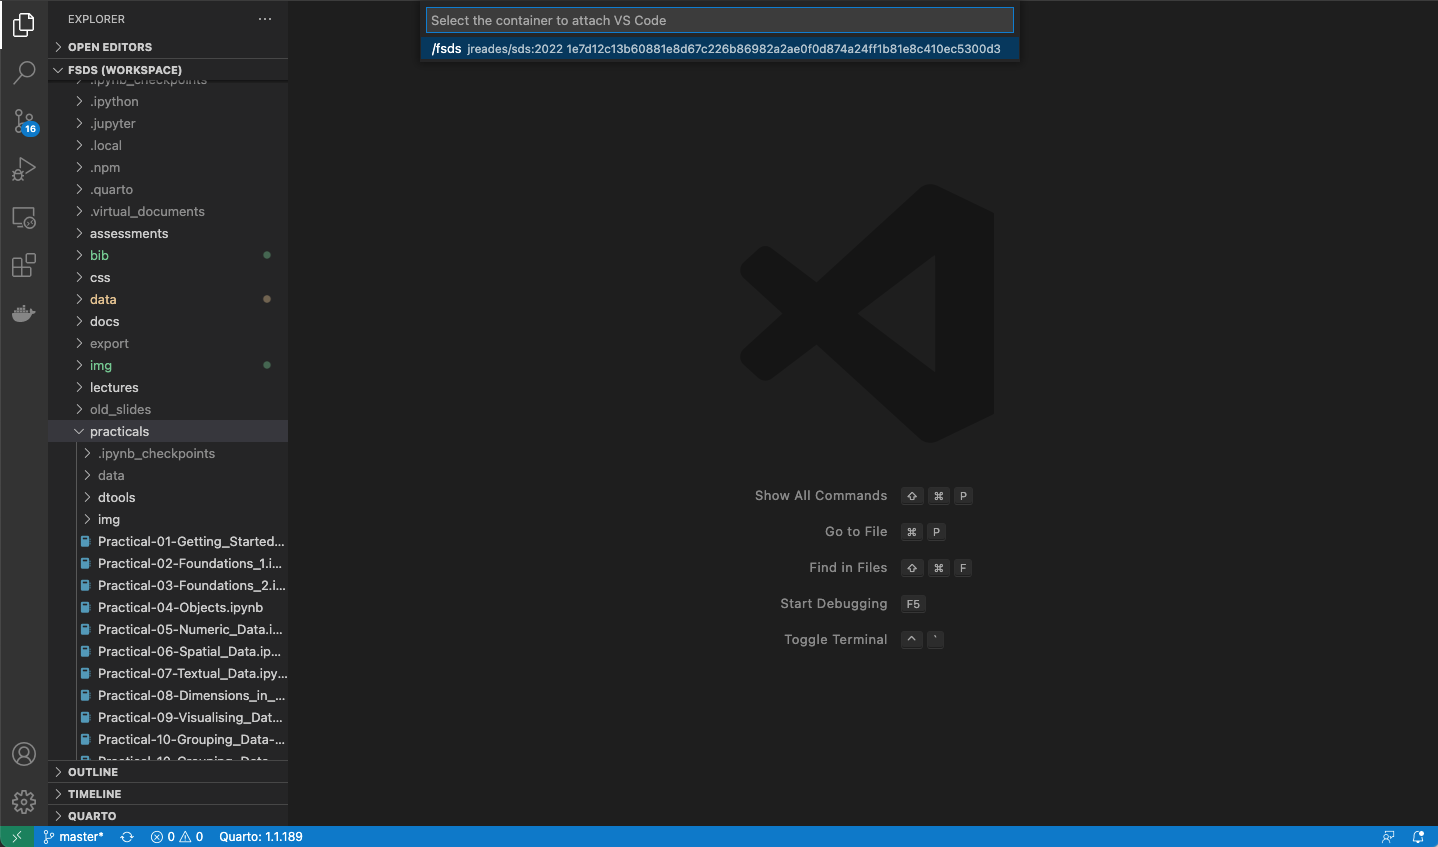 EXPLORER
OPEN EDITORS
FSDS (WORKSPACE)
.ipynb_checkpoints
.ipython
.jupyter
.local
.npm
.quarto
.virtual_documents
assessments
bib
css
data
docs
export
img
lectures
old_slides
practicals
.ipynb_checkpoints
data
dtools
img
Practical-01-Getting_Started...
Practical-02-Foundations_1.i...
Practical-03-Foundations_2.i...
Practical-04-Objects.ipynb
Practical-05-Numeric_Data.i...
Practical-06-Spatial_Data.ip...
Practical-07-Textual_Data.ipy...
Practical-08-Dimensions_in_...
Practical-09-Visualising_Dat...
Practical-10-Grouping_Data-...
OUTLINE
TIMELINE
QUARTO
16
Select the container to attach VS Code
/fsds jreades/sds:2022 1e7d12c13b60881e8d67c226b86982a2ae0f0d874a24ff1b81e8c410ec5300d3
Show All Commands ⇧ ⌘ P
Go to File ⌘ P
Find in Files ⇧ ⌘ F
Start Debugging F5
Toggle Terminal ^ `
master* 0 0 Quarto: 1.1.189